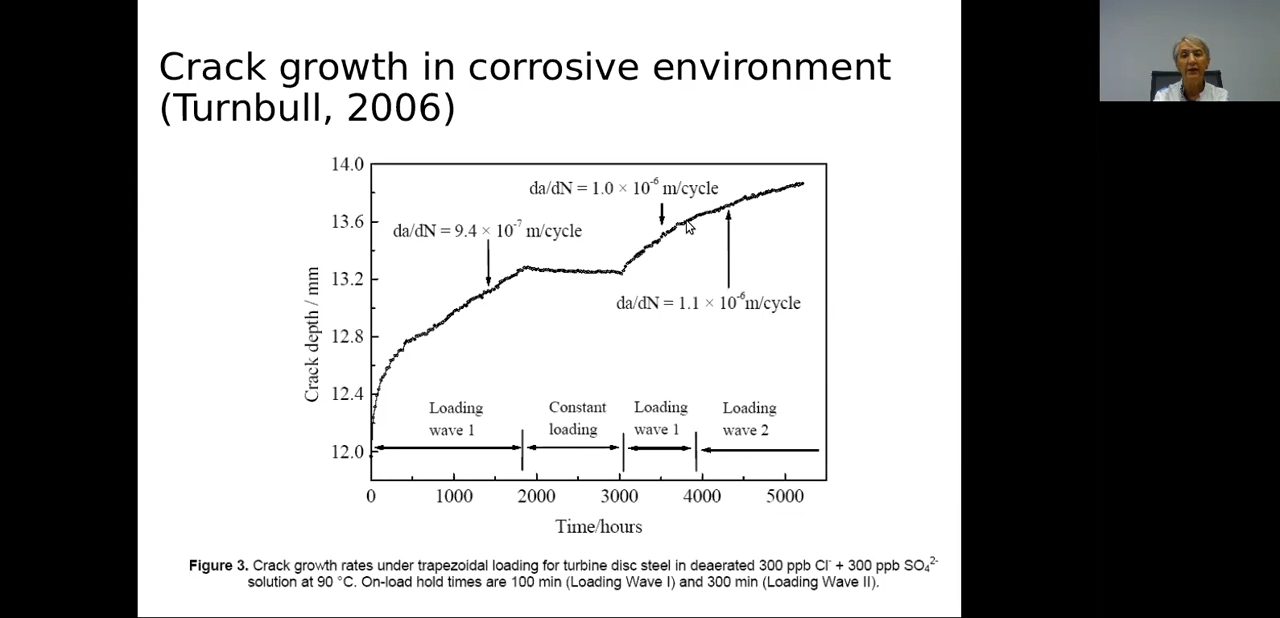 Crack growth in corrosive environment
(Turnbull, 2006)
14.0
13.6
13.2
12.8
12.4
12.0
Crack depth / mm
da/dN = 1.0 × 10⁻⁶ m/cycle
da/dN = 9.4 × 10⁻⁷ m/cycle
da/dN = 1.1 × 10⁻⁶m/cycle
Loading
wave 1
Constant
loading
Loading
wave 1
Loading
wave 2
0 1000 2000 3000 4000 5000
Time/hours
Figure 3. Crack growth rates under trapezoidal loading for turbine disc steel in deaerated 300 ppb Cl⁻ + 300 ppb SO₄²⁻
solution at 90 °C. On-load hold times are 100 min (Loading Wave I) and 300 min (Loading Wave II).